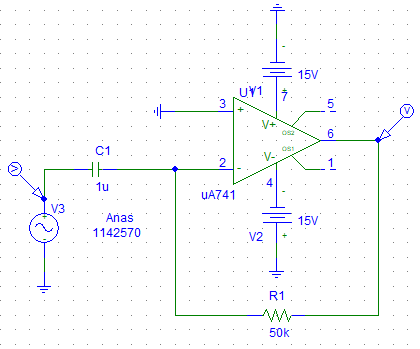 -
15V
U1
V1
+
7
5
3
+
V+
OS2
6
V
C1
1u
2
-
V-
OS1
1
uA741
4
-
15V
V2
+
V
V3
+
-
Anas
1142570
R1
50k